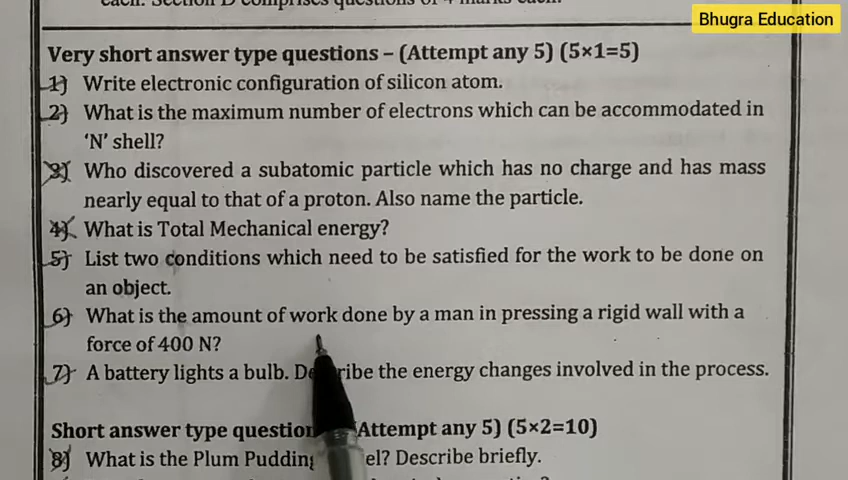 Bhugra Education
Very short answer type questions – (Attempt any 5) (5×1=5)
1) Write electronic configuration of silicon atom.
2) What is the maximum number of electrons which can be accommodated in
‘N’ shell?
3) Who discovered a subatomic particle which has no charge and has mass
nearly equal to that of a proton. Also name the particle.
4) What is Total Mechanical energy?
5) List two conditions which need to be satisfied for the work to be done on
an object.
6) What is the amount of work done by a man in pressing a rigid wall with a
force of 400 N?
7) A battery lights a bulb. Describe the energy changes involved in the process.
Short answer type question (Attempt any 5) (5×2=10)
8) What is the Plum Pudding el? Describe briefly.